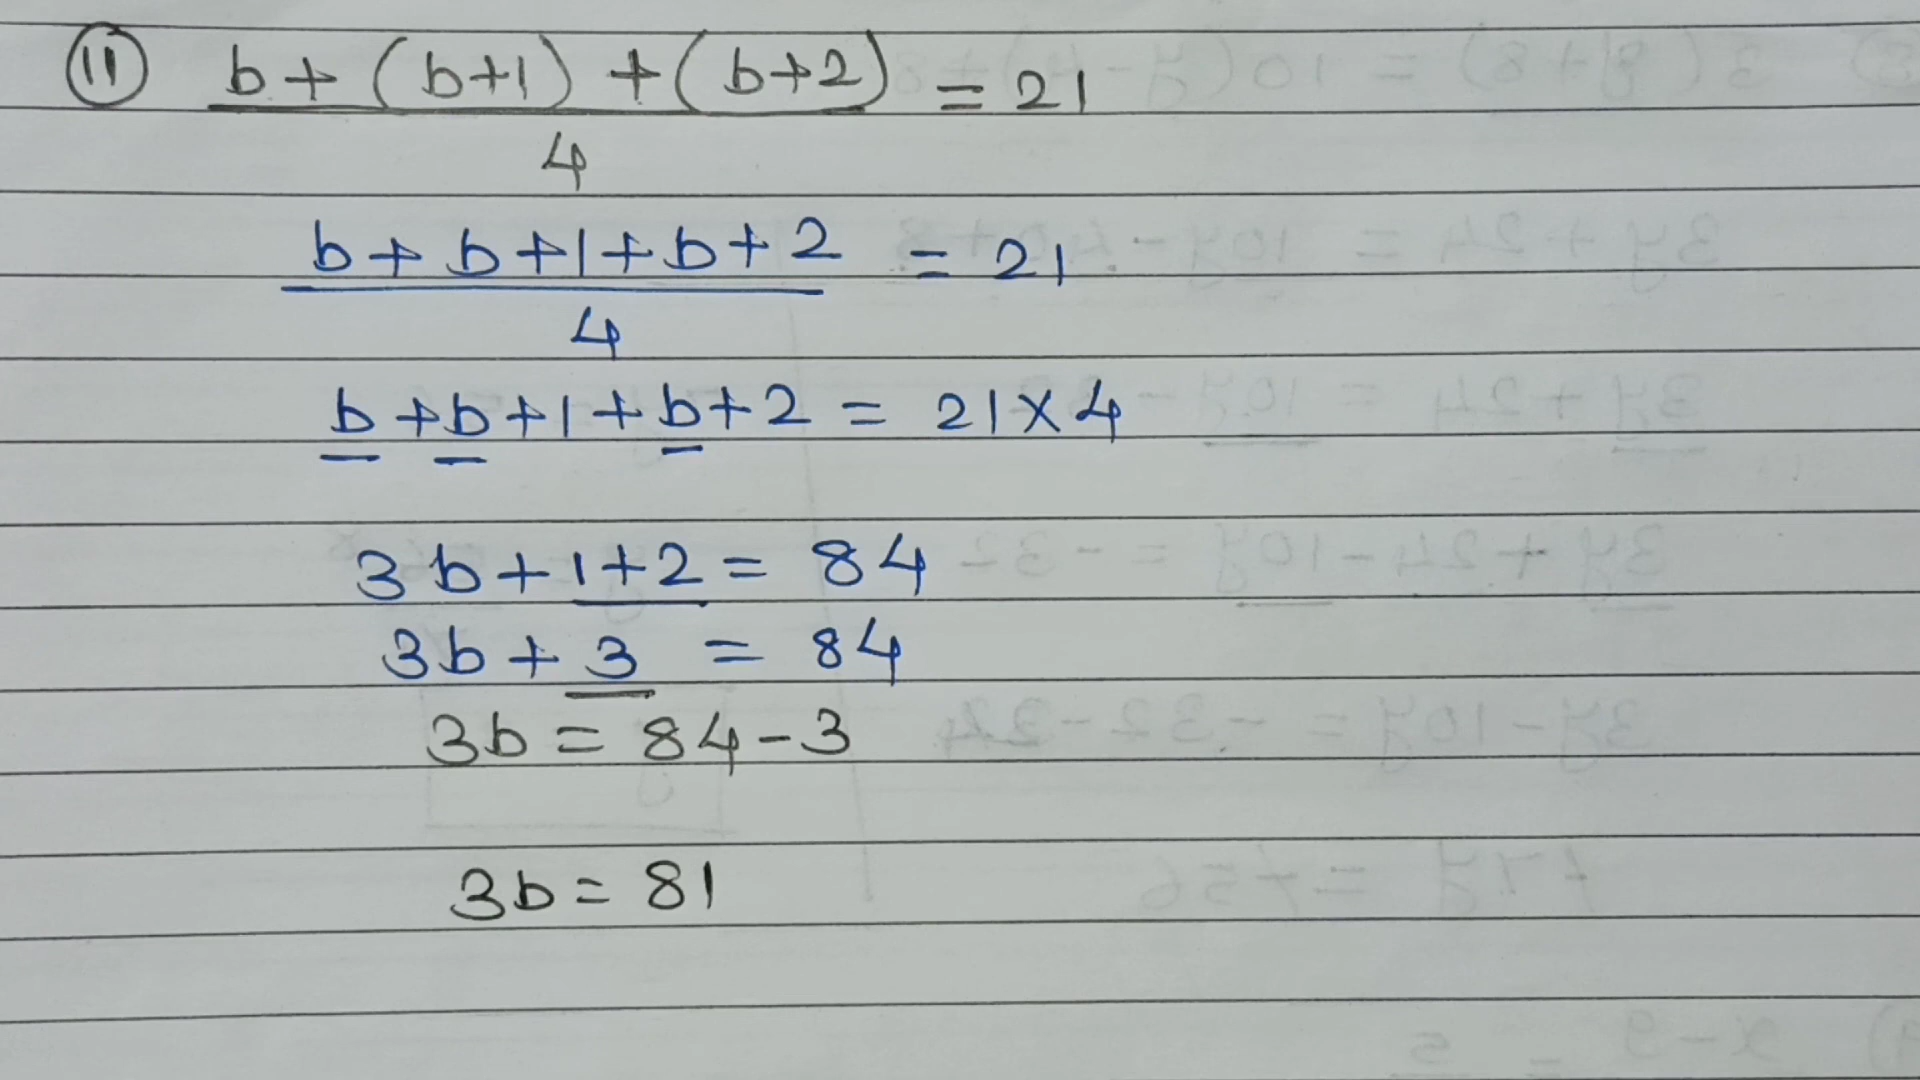 (11) b + (b+1) + (b+2) = 21
4
b + b + 1 + b + 2 = 21
4
b + b + 1 + b + 2 = 21 × 4
3b + 1 + 2 = 84
3b + 3 = 84
3b = 84 - 3
3b = 81